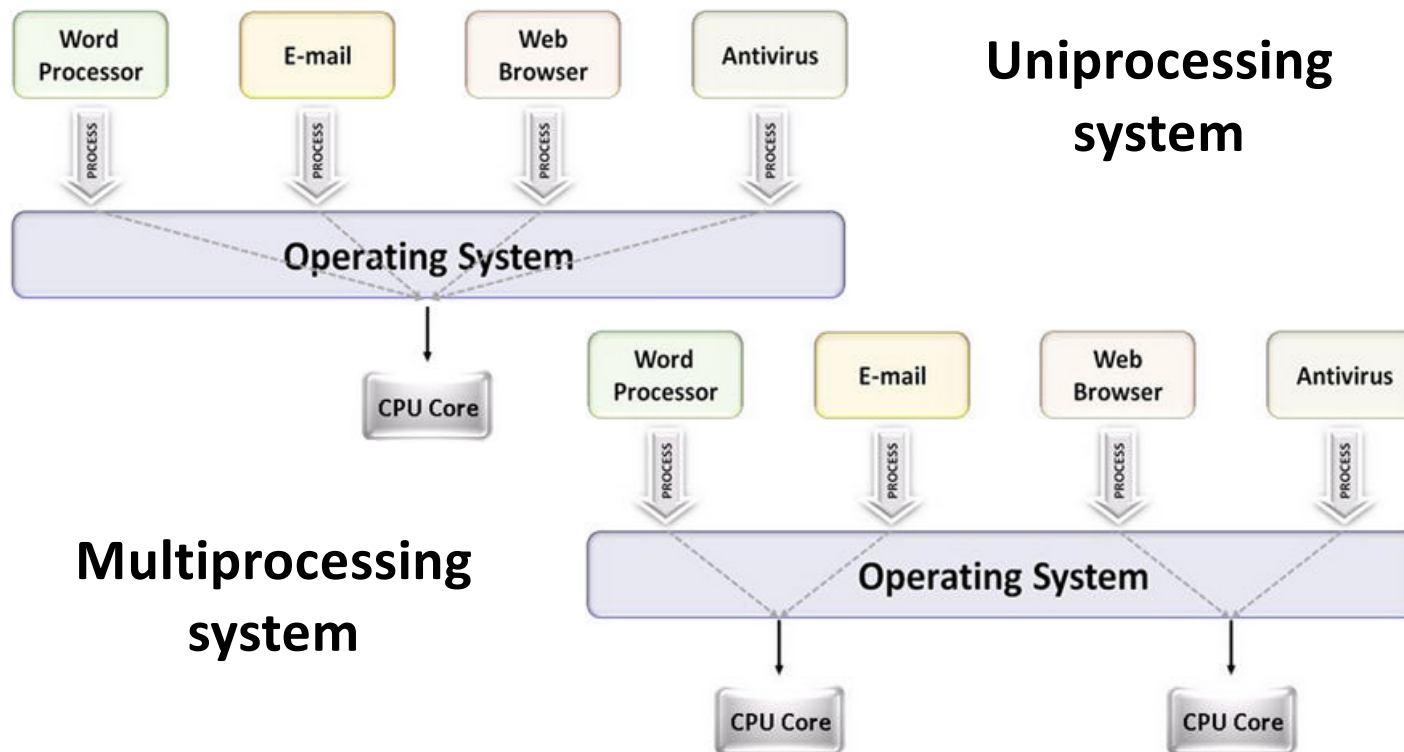 Word
Processor
E-mail
Web
Browser
Antivirus
Uniprocessing
system
PROCESS
PROCESS
PROCESS
PROCESS
Operating System
CPU Core
Multiprocessing
system
Word
Processor
E-mail
Web
Browser
Antivirus
PROCESS
PROCESS
PROCESS
PROCESS
Operating System
CPU Core
CPU Core